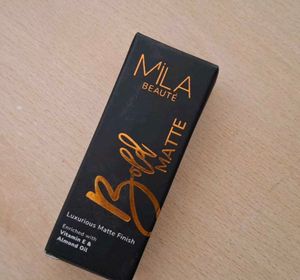 MiLA
BEAUTÉ
Bold
MATTE
Luxurious Matte Finish
Enriched with
Vitamin E &
Almond Oil